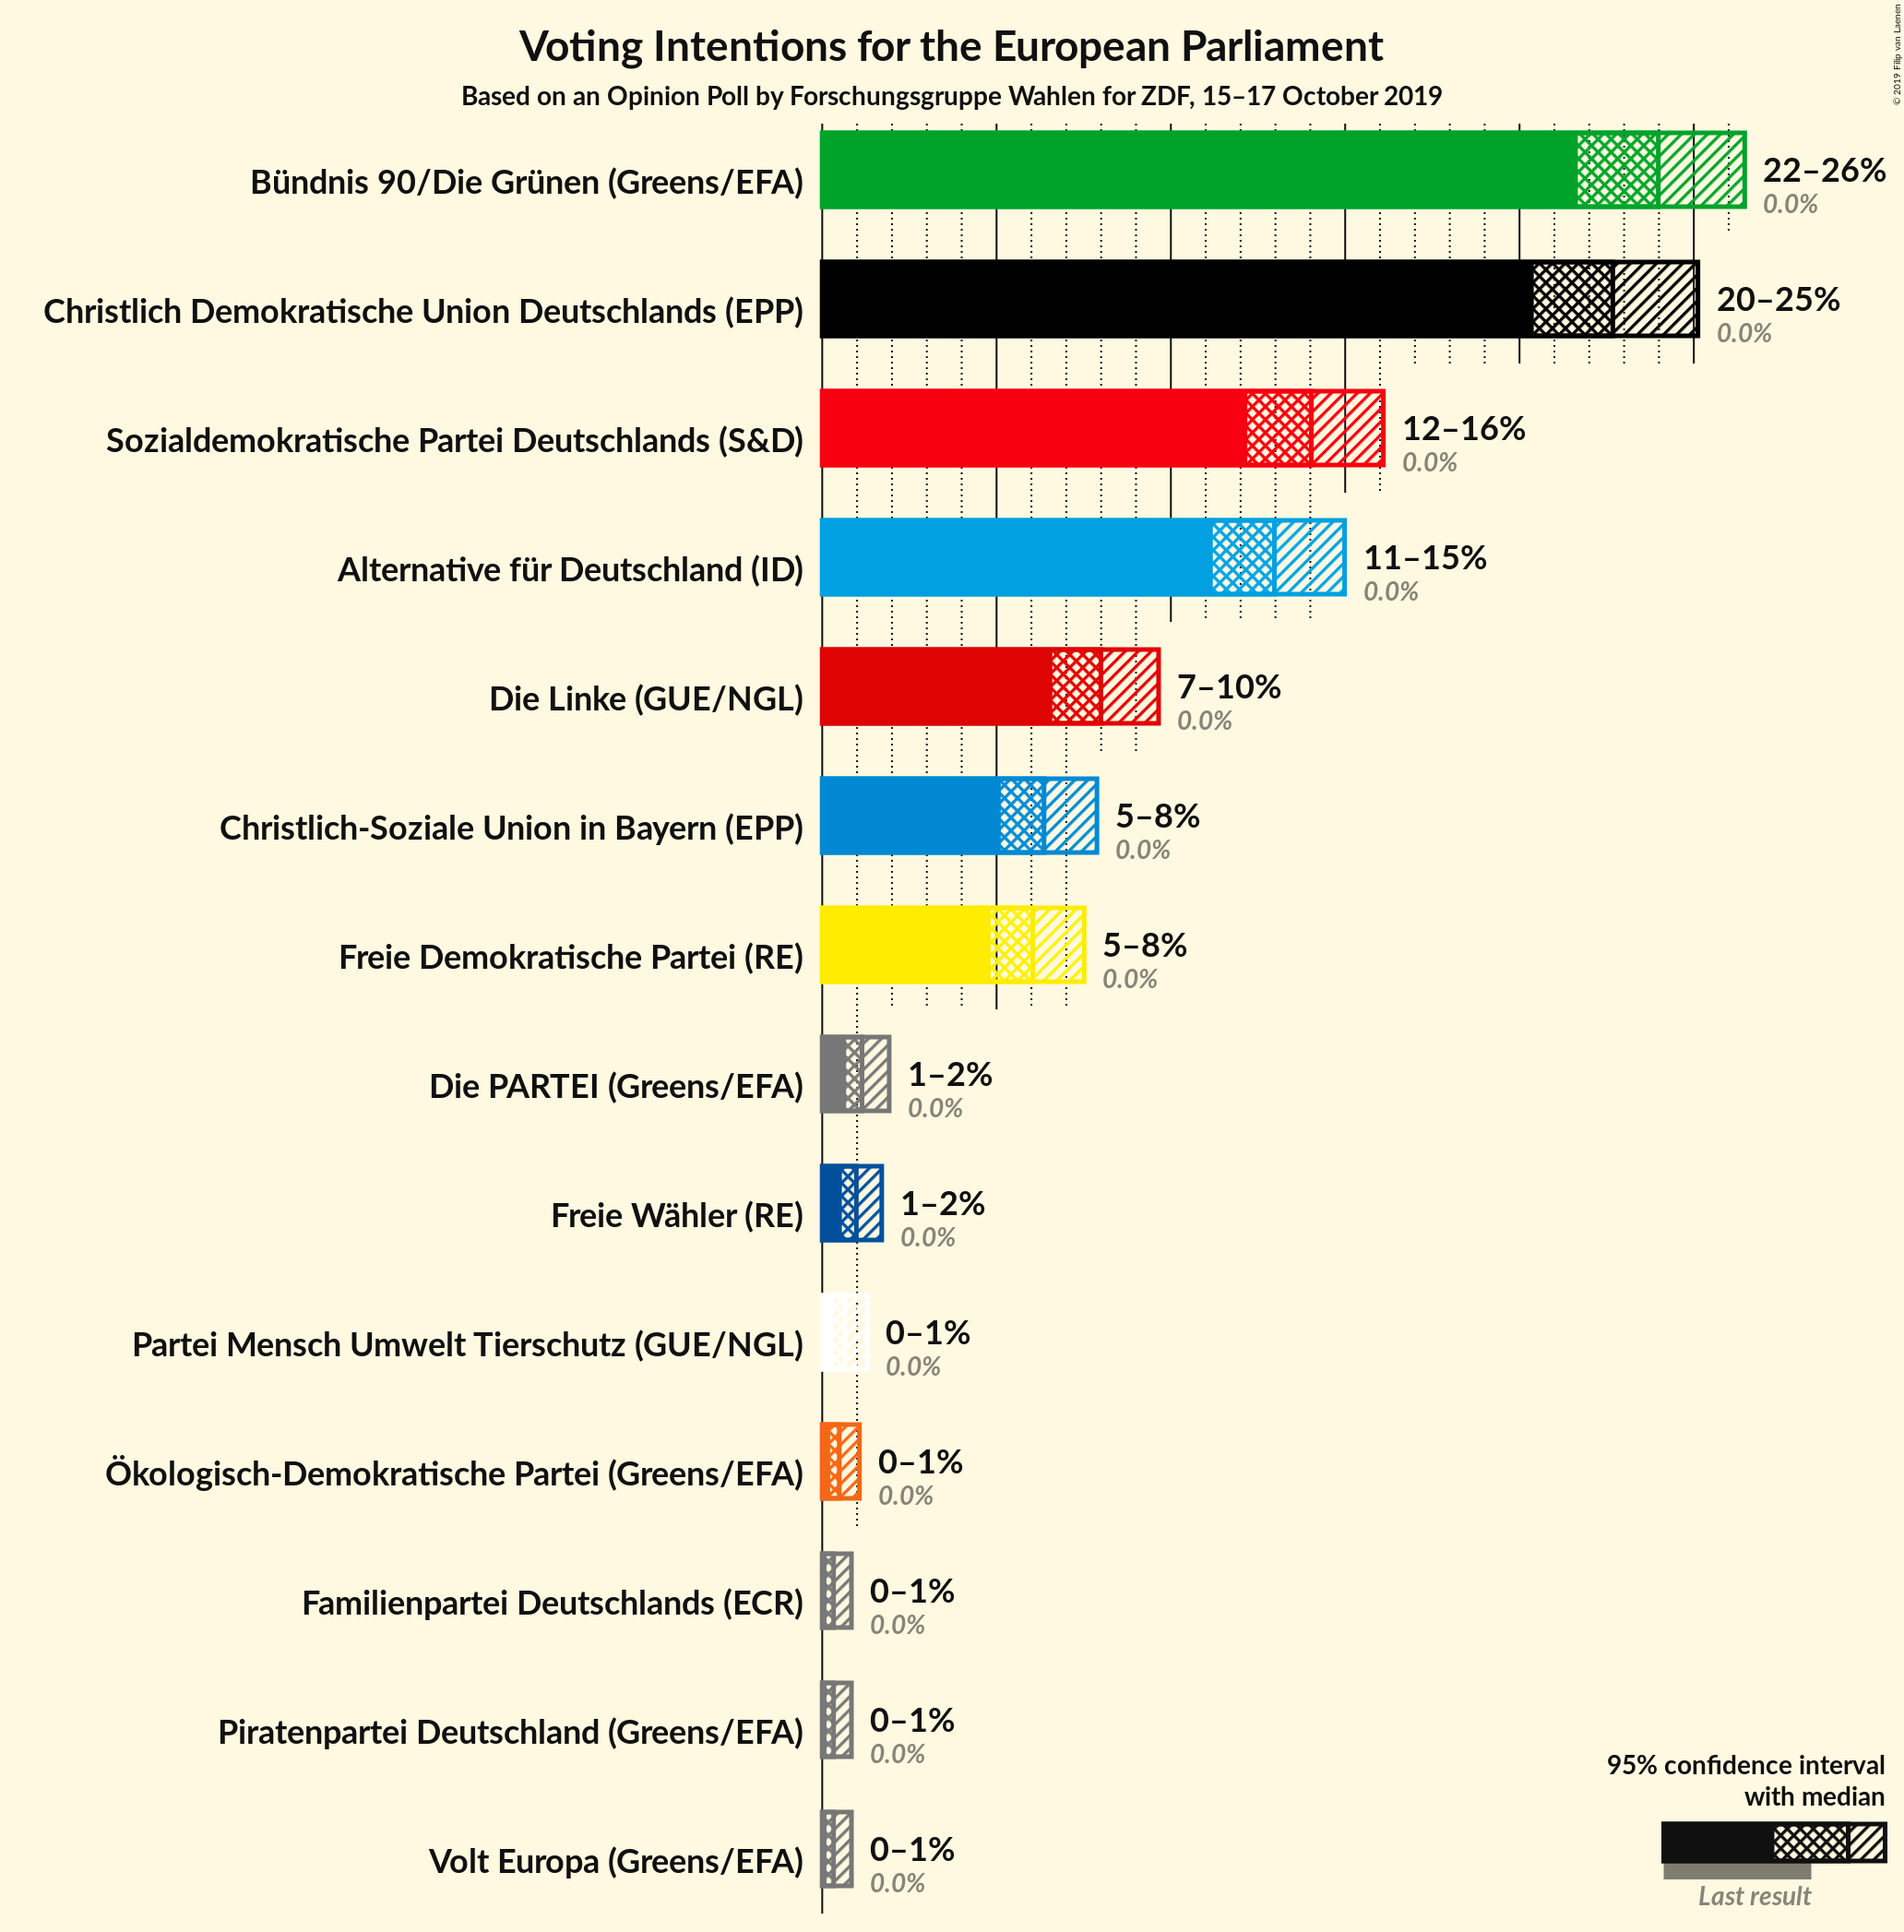 Voting Intentions for the European Parliament
Based on an Opinion Poll by Forschungsgruppe Wahlen for ZDF, 15–17 October 2019
© 2019 Filip van Laenen
Bündnis 90/Die Grünen (Greens/EFA)
22–26%
0.0%
Christlich Demokratische Union Deutschlands (EPP)
20–25%
0.0%
Sozialdemokratische Partei Deutschlands (S&D)
12–16%
0.0%
Alternative für Deutschland (ID)
11–15%
0.0%
Die Linke (GUE/NGL)
7–10%
0.0%
Christlich-Soziale Union in Bayern (EPP)
5–8%
0.0%
Freie Demokratische Partei (RE)
5–8%
0.0%
Die PARTEI (Greens/EFA)
1–2%
0.0%
Freie Wähler (RE)
1–2%
0.0%
Partei Mensch Umwelt Tierschutz (GUE/NGL)
0–1%
0.0%
Ökologisch-Demokratische Partei (Greens/EFA)
0–1%
0.0%
Familienpartei Deutschlands (ECR)
0–1%
0.0%
Piratenpartei Deutschland (Greens/EFA)
0–1%
0.0%
Volt Europa (Greens/EFA)
0–1%
0.0%
95% confidence interval
with median
Last result